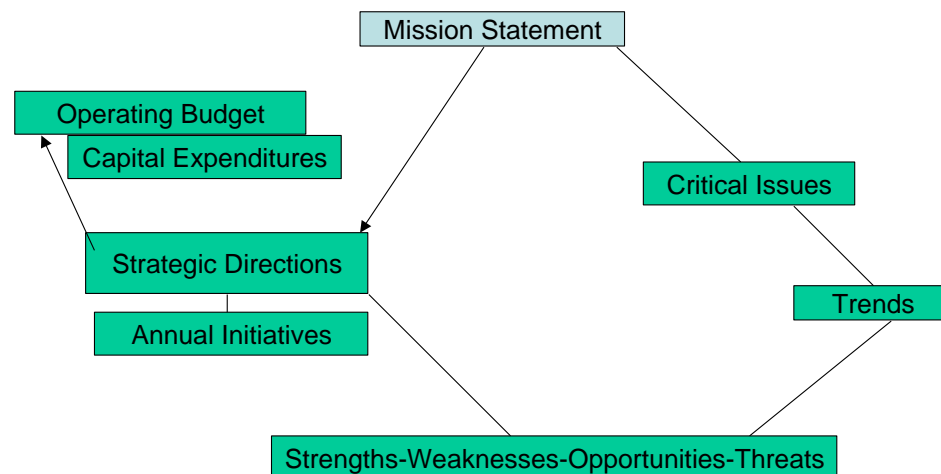 Mission Statement
Operating Budget
Capital Expenditures
Critical Issues
Strategic Directions
Trends
Annual Initiatives
Strengths-Weaknesses-Opportunities-Threats